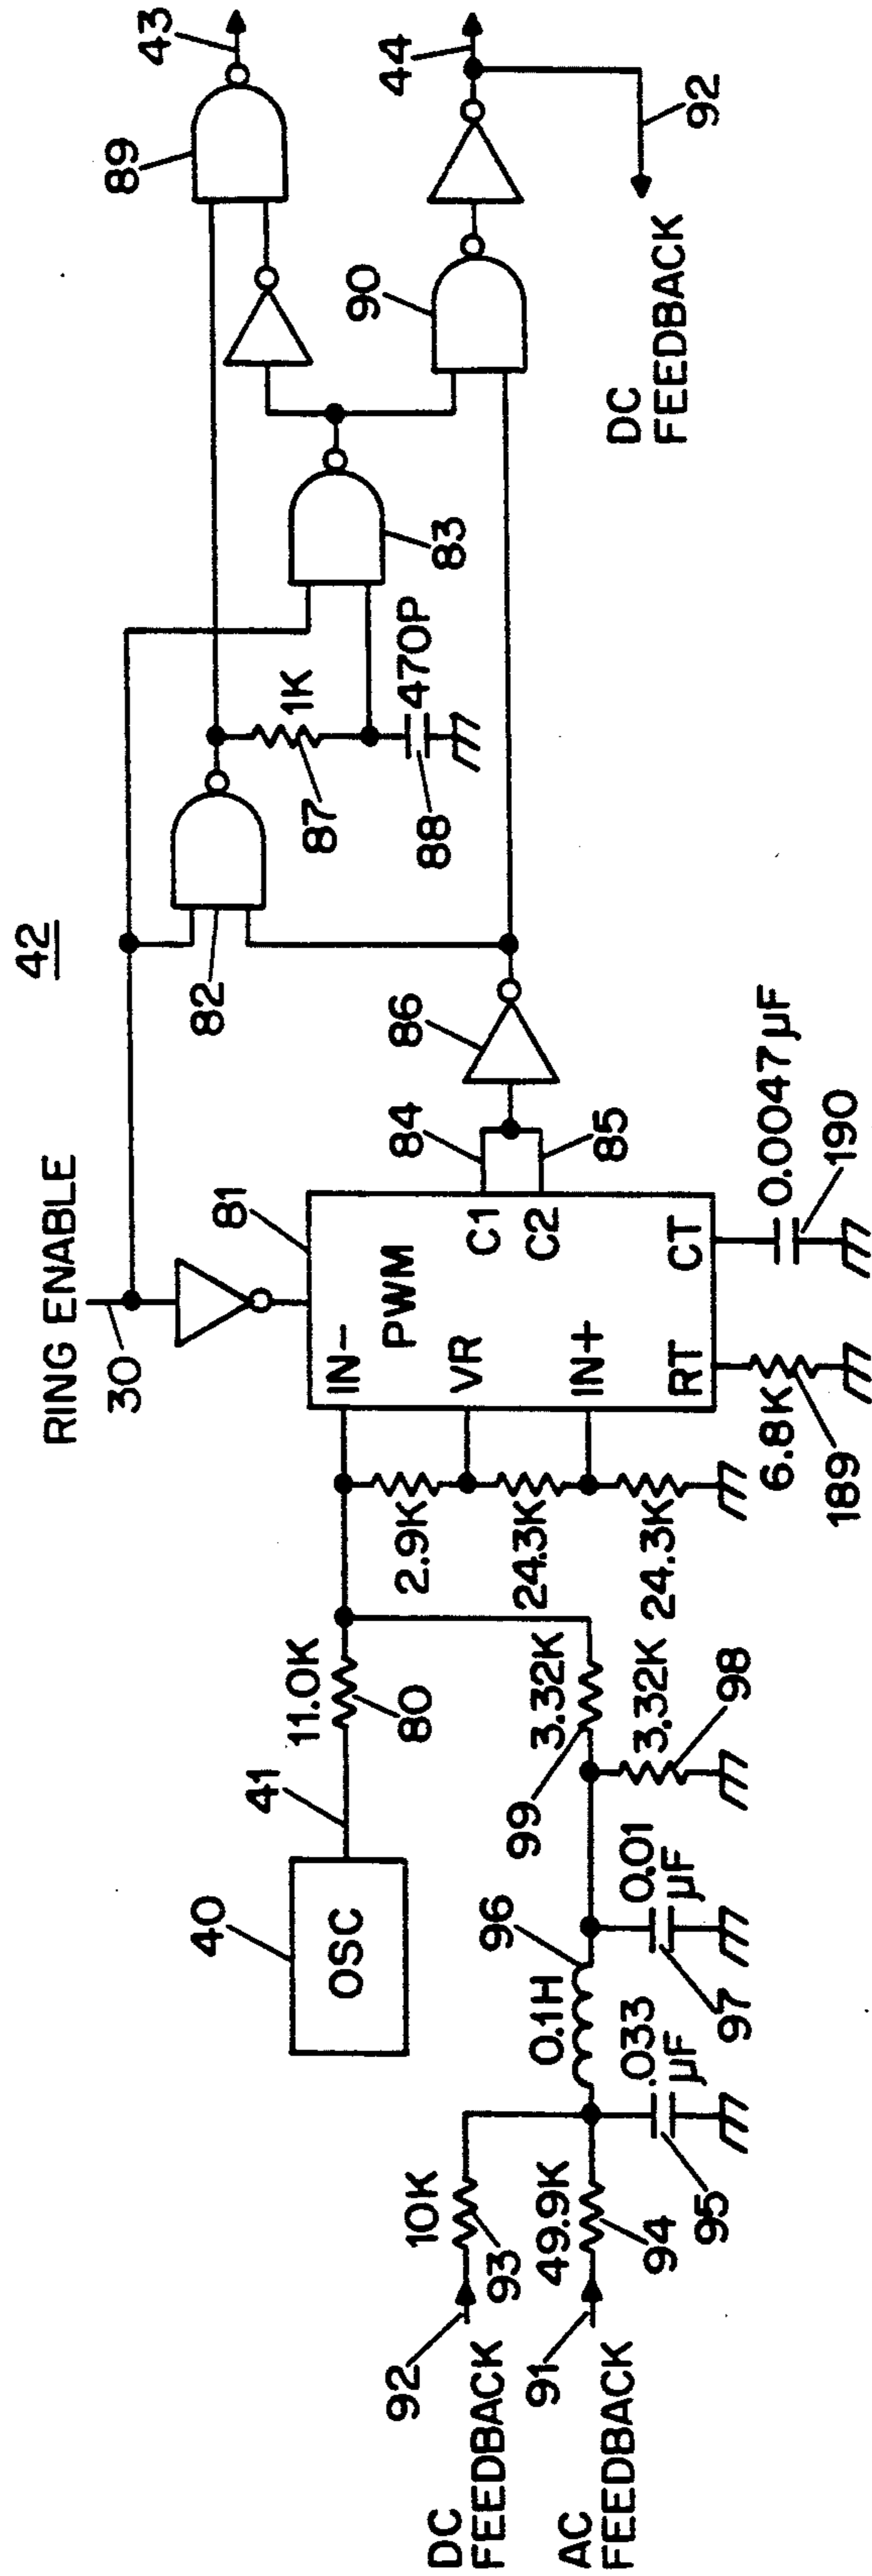 42
RING ENABLE
30
81
IN-
PWM
VR
IN+
C1
C2
RT
CT
6.8K
189
0.0047µF
190
84
85
86
82
87
1K
88
470P
83
89
90
43
44
92
DC
FEEDBACK
40
OSC
41
11.0K
80
2.9K
24.3K
24.3K
3.32K
99
3.32K
98
96
0.1H
0.01
µF
97
.033
µF
95
10K
93
49.9K
94
92
DC
FEEDBACK
91
AC
FEEDBACK